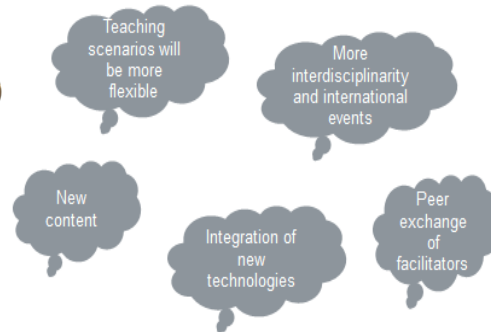 Teaching
scenarios will
be more
flexible
More
interdisciplinarity
and international
events
New
content
Integration of
new
technologies
Peer
exchange
of
facilitators